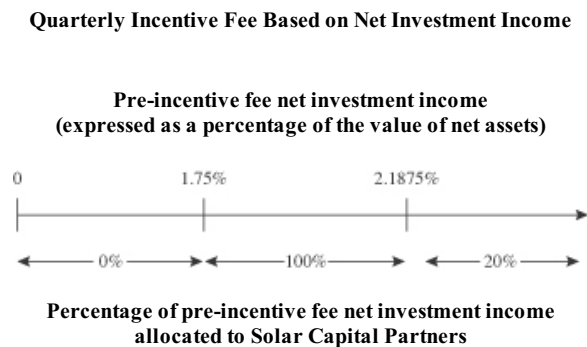 Quarterly Incentive Fee Based on Net Investment Income
Pre-incentive fee net investment income
(expressed as a percentage of the value of net assets)
0 1.75% 2.1875%
0% 100% 20%
Percentage of pre-incentive fee net investment income
allocated to Solar Capital Partners